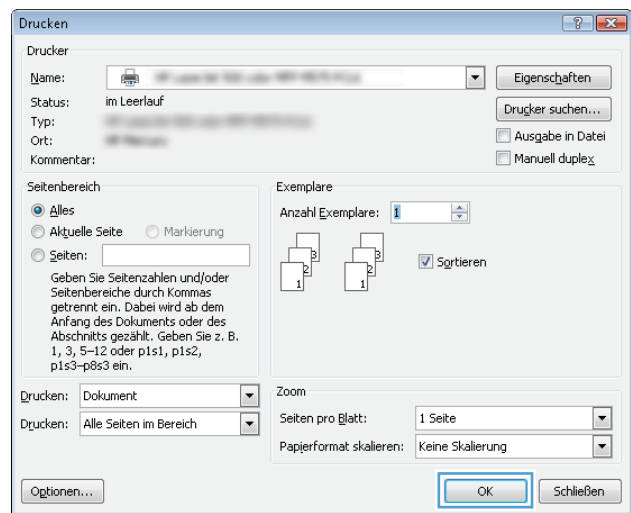 Drucken
Drucker
Name:
Eigenschaften
Status: im Leerlauf
Drucker suchen...
Typ:
Ort:
Ausgabe in Datei
Kommentar:
Manuell duplex
Seitenbereich
Alles
Aktuelle Seite Markierung
Seiten:
Geben Sie Seitenzahlen und/oder
Seitenbereiche durch Kommas
getrennt ein. Dabei wird ab dem
Anfang des Dokuments oder des
Abschnitts gezählt. Geben Sie z. B.
1, 3, 5–12 oder p1s1, p1s2,
p1s3–p8s3 ein.
Exemplare
Anzahl Exemplare: 1
3 3
2 2
1 1
Sortieren
Drucken: Dokument
Drucken: Alle Seiten im Bereich
Zoom
Seiten pro Blatt: 1 Seite
Papierformat skalieren: Keine Skalierung
Optionen...
OK
Schließen